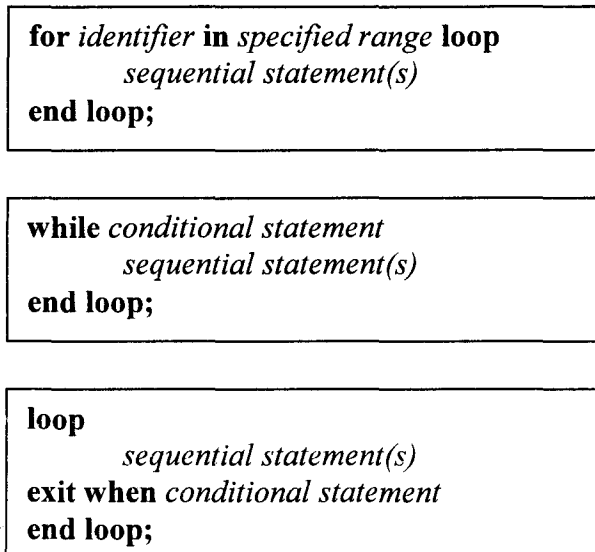 for identifier in specified range loop
sequential statement(s)
end loop;
while conditional statement
sequential statement(s)
end loop;
loop
sequential statement(s)
exit when conditional statement
end loop;